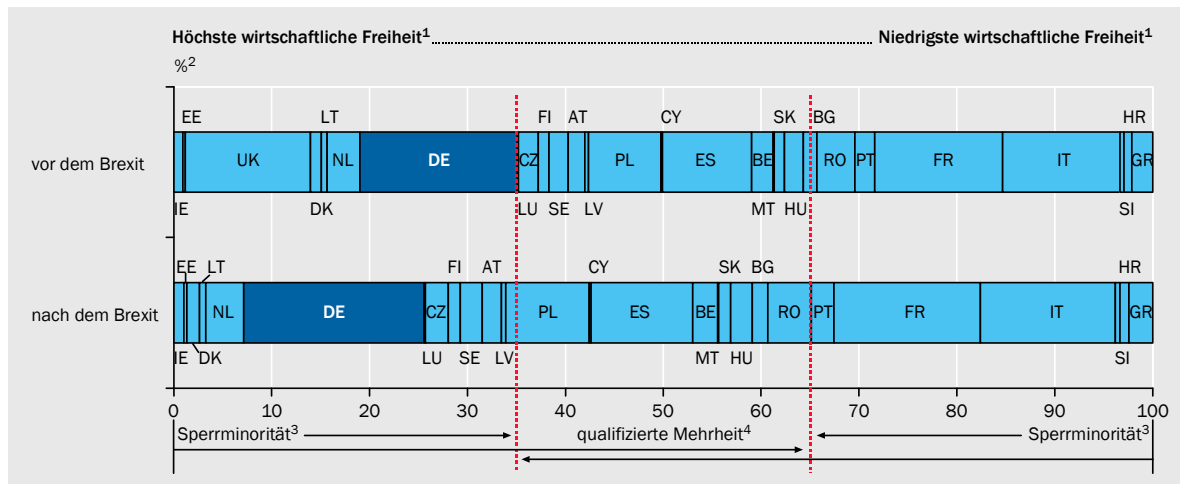 Höchste wirtschaftliche Freiheit¹ Niedrigste wirtschaftliche Freiheit¹
%²
EE LT FI AT CY SK BG HR
vor dem Brexit UK NL DE CZ PL ES BE RO PT FR IT GR
IE DK LU SE LV MT HU SI
EE LT FI AT CY SK BG HR
nach dem Brexit NL DE CZ PL ES BE RO PT FR IT GR
IE DK LU SE LV MT HU SI
0 10 20 30 40 50 60 70 80 90 100
Sperrminorität³ qualifizierte Mehrheit⁴ Sperrminorität³